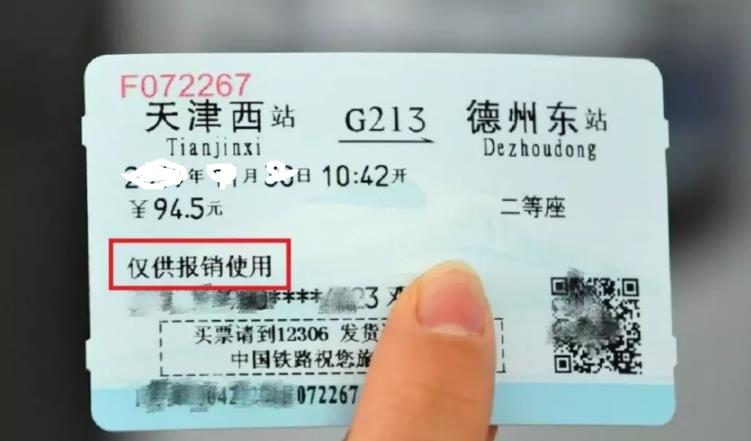 F072267
天津西站 G213 德州东站
Tianjinxi Dezhoudong
月 日 10:42开
￥94.5元 二等座
仅供报销使用
买票请到12306 发货
中国铁路祝您旅
072267